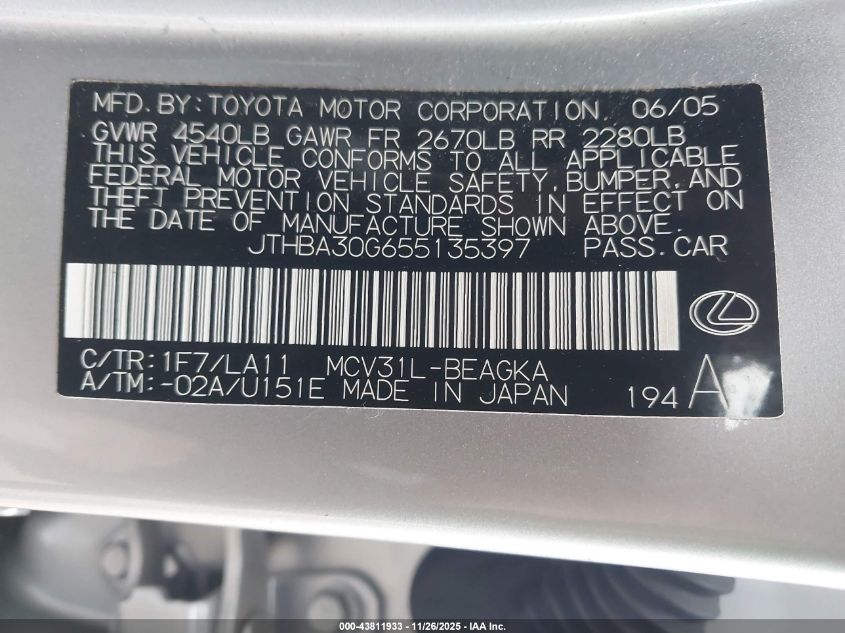 MFD. BY: TOYOTA MOTOR CORPORATION 06/05
GVWR 4540LB GAWR FR 2670LB RR 2280LB
THIS VEHICLE CONFORMS TO ALL APPLICABLE
FEDERAL MOTOR VEHICLE SAFETY, BUMPER, AND
THEFT PREVENTION STANDARDS IN EFFECT ON
THE DATE OF MANUFACTURE SHOWN ABOVE.
JTHBA30G655135397 PASS. CAR
C/TR: 1F7/LA11 MCV31L-BEAGKA
A/TM: -02A/U151E MADE IN JAPAN 194 A
000-43811933 - 11/26/2025 - IAA Inc.